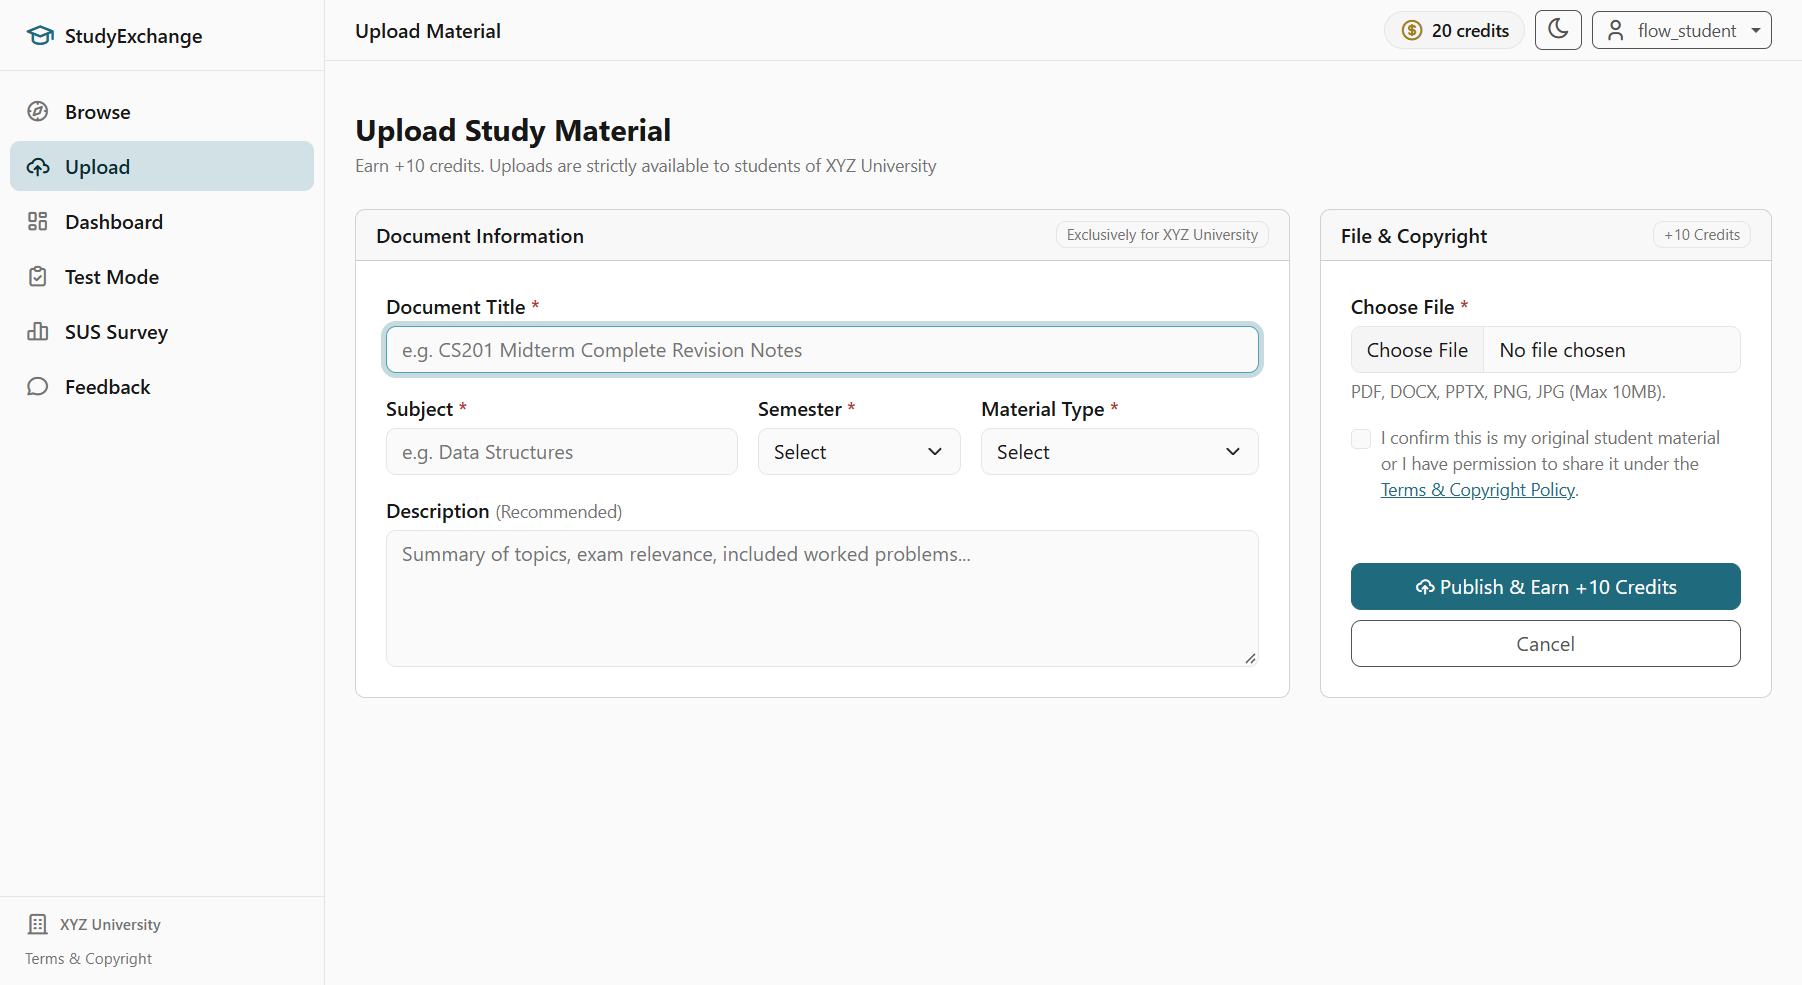 StudyExchange
Browse
Upload
Dashboard
Test Mode
SUS Survey
Feedback
XYZ University
Terms & Copyright
Upload Material
20 credits
flow_student
Upload Study Material
Earn +10 credits. Uploads are strictly available to students of XYZ University
Document Information
Exclusively for XYZ University
Document Title *
e.g. CS201 Midterm Complete Revision Notes
Subject *
Semester *
Material Type *
e.g. Data Structures
Select
Select
Description (Recommended)
Summary of topics, exam relevance, included worked problems...
File & Copyright
+10 Credits
Choose File *
Choose File
No file chosen
PDF, DOCX, PPTX, PNG, JPG (Max 10MB).
I confirm this is my original student material
or I have permission to share it under the
Terms & Copyright Policy.
Publish & Earn +10 Credits
Cancel